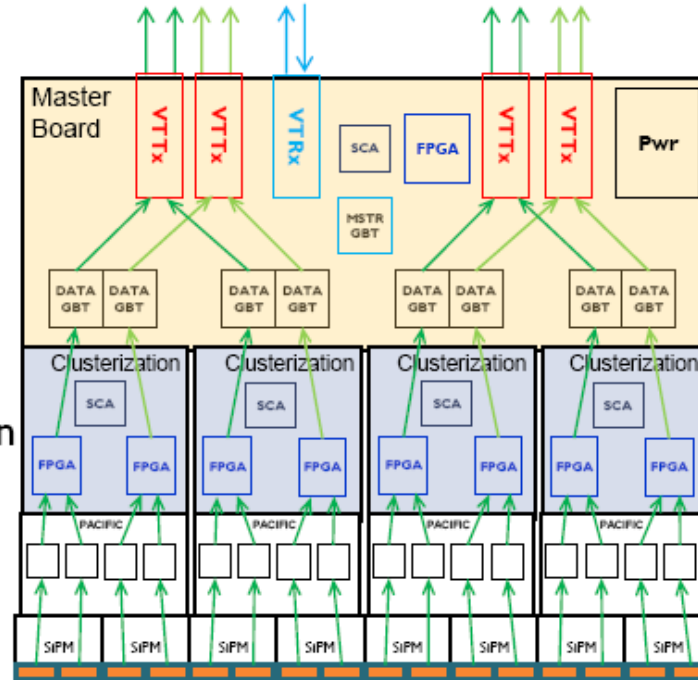 Master
Board
VTTx VTTx VTRx SCA FPGA VTTx VTTx Pwr
MSTR
GBT
DATA DATA DATA DATA DATA DATA DATA DATA
GBT GBT GBT GBT GBT GBT GBT GBT
Clusterization Clusterization Clusterization Clusterization
SCA SCA SCA SCA
n
FPGA FPGA FPGA FPGA FPGA FPGA FPGA FPGA
PACIFIC PACIFIC PACIFIC PACIFIC
SiPM SiPM SiPM SiPM SiPM SiPM SiPM SiPM